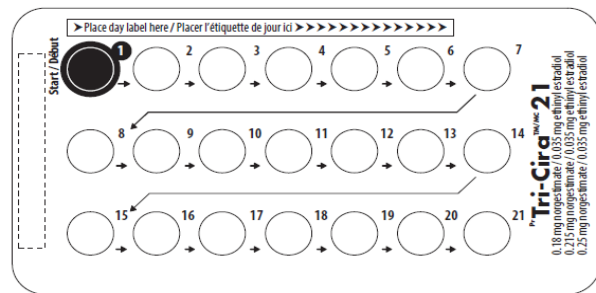 ➤ Place day label here / Placer l'étiquette de jour ici ➤➤➤➤➤➤➤➤➤➤➤➤➤➤
Start / Début
1 2 3 4 5 6 7
8 9 10 11 12 13 14
15 16 17 18 19 20 21
Pr Tri-Cira TM/MC 21
0.18 mg norgestimate / 0.035 mg ethinyl estradiol
0.215 mg norgestimate / 0.035 mg ethinyl estradiol
0.25 mg norgestimate / 0.035 mg ethinyl estradiol